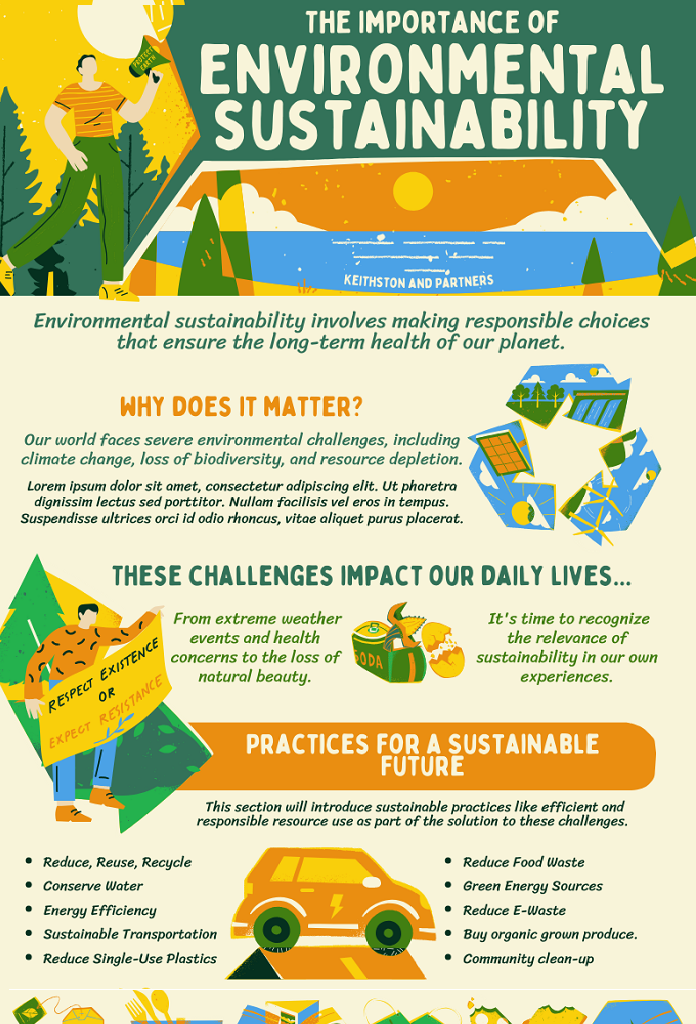 THE IMPORTANCE OF
ENVIRONMENTAL
SUSTAINABILITY
PROTECT
EARTH
KEITHSTON AND PARTNERS
Environmental sustainability involves making responsible choices
that ensure the long-term health of our planet.
WHY DOES IT MATTER?
Our world faces severe environmental challenges, including
climate change, loss of biodiversity, and resource depletion.
Lorem ipsum dolor sit amet, consectetur adipiscing elit. Ut pharetra
dignissim lectus sed porttitor. Nullam facilisis vel eros in tempus.
Suspendisse ultrices orci id odio rhoncus, vitae aliquet purus placerat.
THESE CHALLENGES IMPACT OUR DAILY LIVES...
From extreme weather
events and health
concerns to the loss of
natural beauty.
SODA
It's time to recognize
the relevance of
sustainability in our own
experiences.
RESPECT EXISTENCE
OR
EXPECT RESISTANCE
PRACTICES FOR A SUSTAINABLE
FUTURE
This section will introduce sustainable practices like efficient and
responsible resource use as part of the solution to these challenges.
• Reduce, Reuse, Recycle
• Conserve Water
• Energy Efficiency
• Sustainable Transportation
• Reduce Single-Use Plastics
• Reduce Food Waste
• Green Energy Sources
• Reduce E-Waste
• Buy organic grown produce.
• Community clean-up